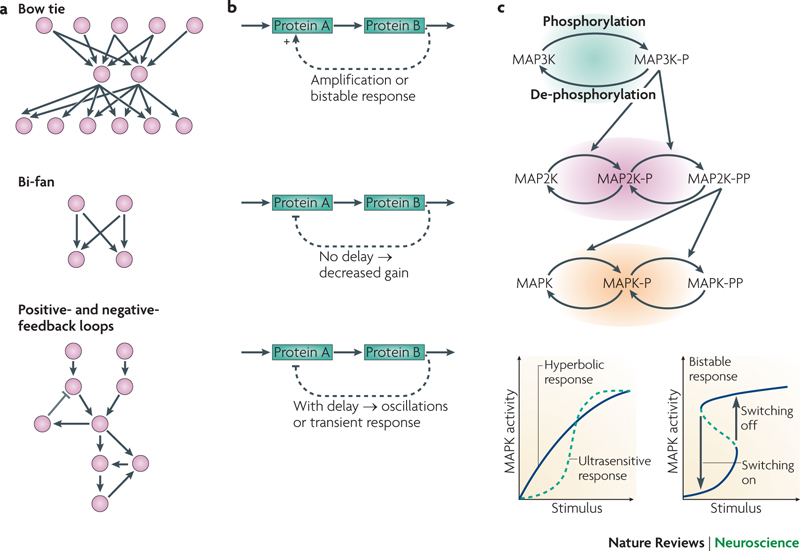 a
Bow tie
Bi-fan
Positive- and negative-
feedback loops
b
Protein A
Protein B
+
Amplification or
bistable response
Protein A
Protein B
No delay →
decreased gain
Protein A
Protein B
With delay → oscillations
or transient response
c
Phosphorylation
MAP3K
MAP3K-P
De-phosphorylation
MAP2K
MAP2K-P
MAP2K-PP
MAPK
MAPK-P
MAPK-PP
MAPK activity
Hyperbolic
response
Ultrasensitive
response
Stimulus
MAPK activity
Bistable response
Switching
off
Switching
on
Stimulus
Nature Reviews | Neuroscience